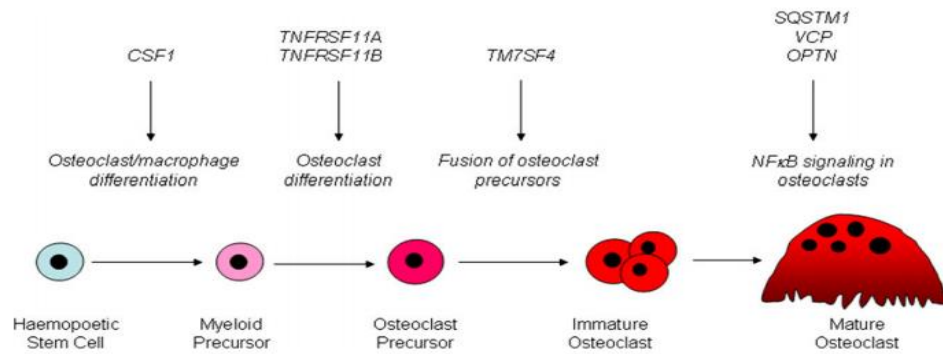 CSF1
TNFRSF11A
TNFRSF11B
TM7SF4
SQSTM1
VCP
OPTN
Osteoclast/macrophage
differentiation
Osteoclast
differentiation
Fusion of osteoclast
precursors
NFκB signaling in
osteoclasts
Haemopoetic
Stem Cell
Myeloid
Precursor
Osteoclast
Precursor
Immature
Osteoclast
Mature
Osteoclast